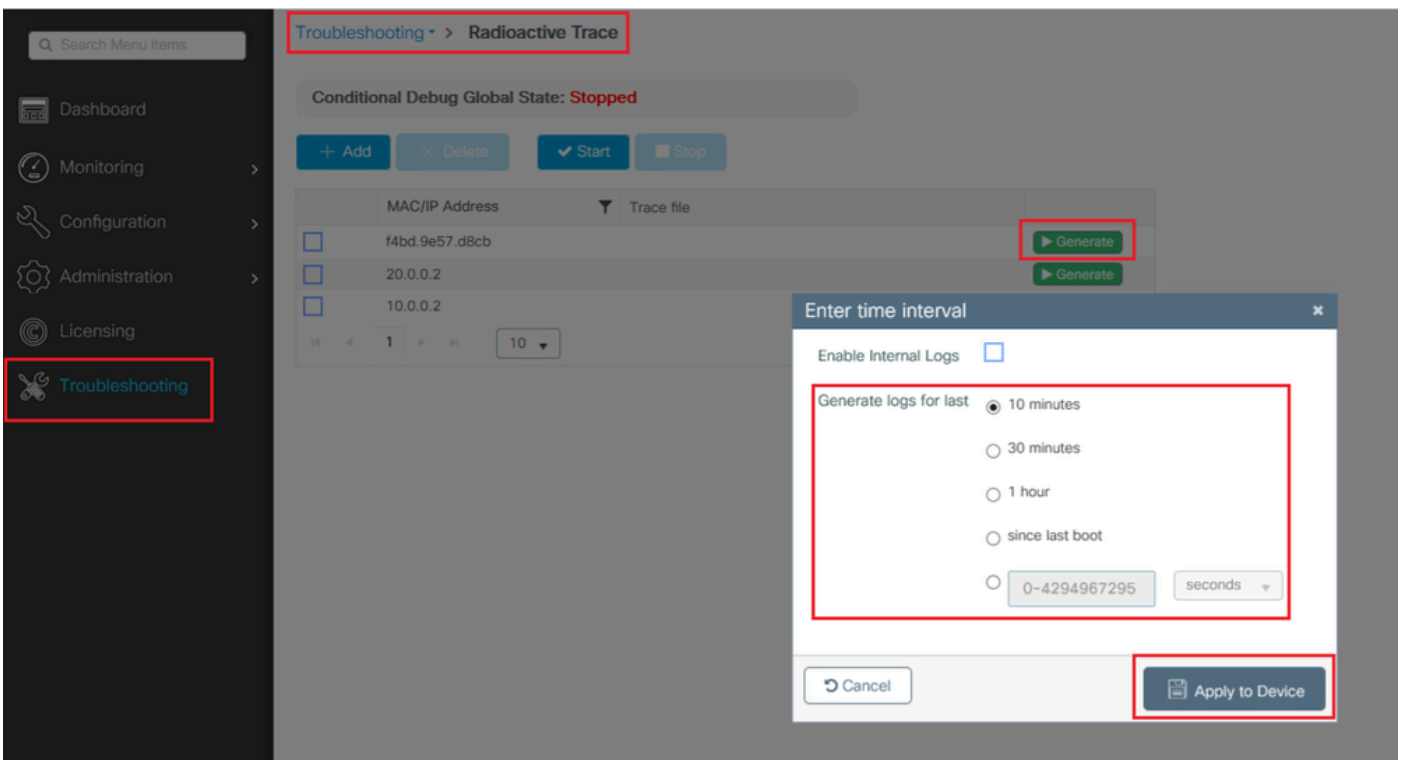 Search Menu Items
Dashboard
Monitoring
Configuration
Administration
Licensing
Troubleshooting
Troubleshooting > Radioactive Trace
Conditional Debug Global State: Stopped
+ Add × Delete ✔ Start Stop
MAC/IP Address Trace file
f4bd.9e57.d8cb Generate
20.0.0.2 Generate
10.0.0.2
1 10
Enter time interval ×
Enable Internal Logs
Generate logs for last 10 minutes
30 minutes
1 hour
since last boot
0-4294967295 seconds
Cancel Apply to Device